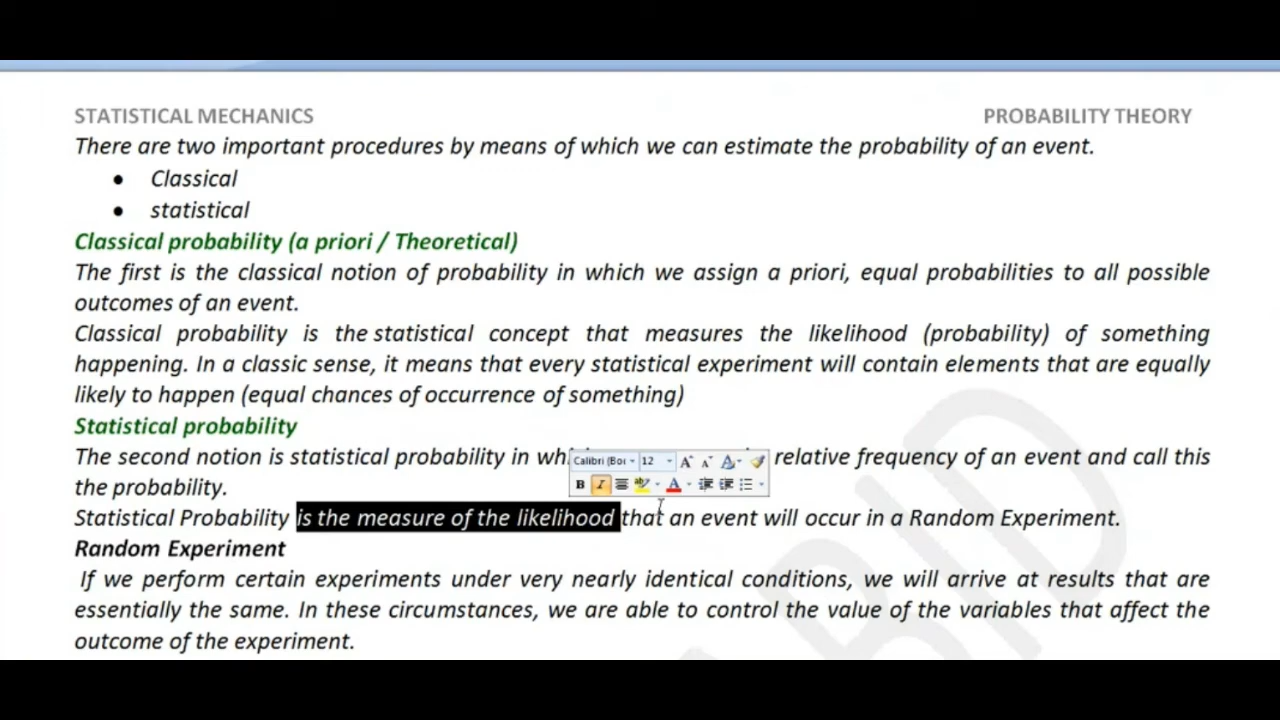 STATISTICAL MECHANICS PROBABILITY THEORY
There are two important procedures by means of which we can estimate the probability of an event.
• Classical
• statistical
Classical probability (a priori / Theoretical)
The first is the classical notion of probability in which we assign a priori, equal probabilities to all possible
outcomes of an event.
Classical probability is the statistical concept that measures the likelihood (probability) of something
happening. In a classic sense, it means that every statistical experiment will contain elements that are equally
likely to happen (equal chances of occurrence of something)
Statistical probability
The second notion is statistical probability in relative frequency of an event and call this
Calibri (Bo 12
B I
the probability.
Statistical Probability is the measure of the likelihood that an event will occur in a Random Experiment.
Random Experiment
If we perform certain experiments under very nearly identical conditions, we will arrive at results that are
essentially the same. In these circumstances, we are able to control the value of the variables that affect the
outcome of the experiment.